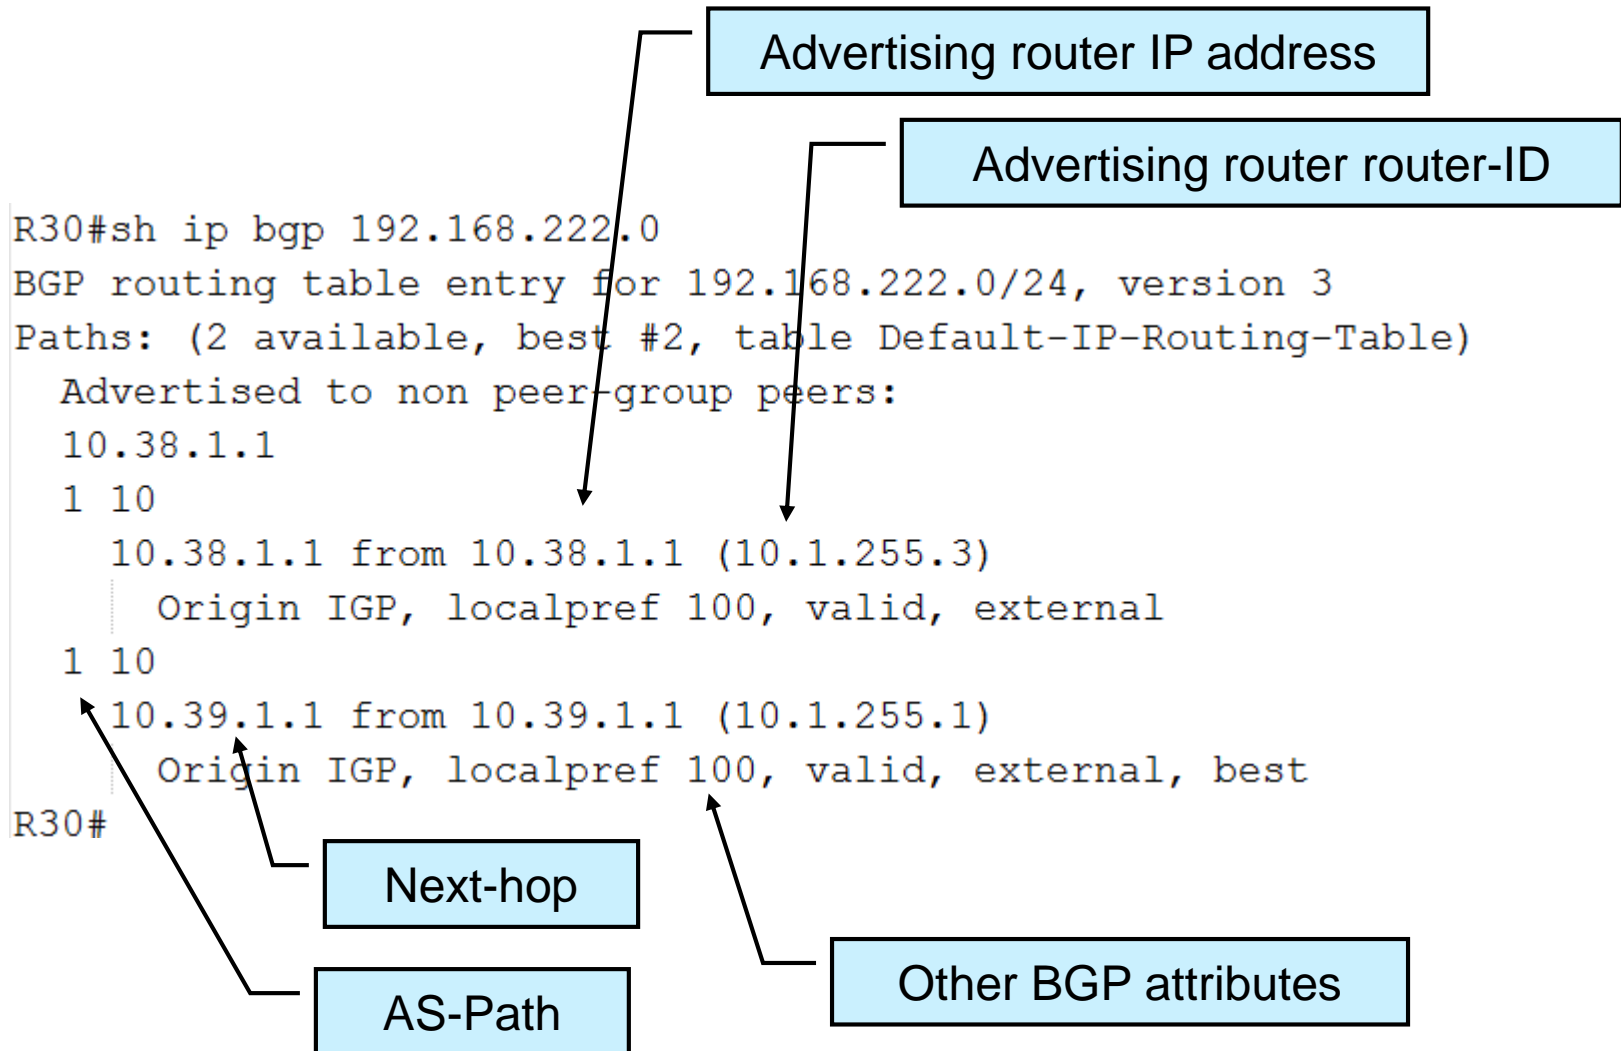 Advertising router IP address
Advertising router router-ID
R30#sh ip bgp 192.168.222.0
BGP routing table entry for 192.168.222.0/24, version 3
Paths: (2 available, best #2, table Default-IP-Routing-Table)
Advertised to non peer-group peers:
10.38.1.1
1 10
10.38.1.1 from 10.38.1.1 (10.1.255.3)
Origin IGP, localpref 100, valid, external
1 10
10.39.1.1 from 10.39.1.1 (10.1.255.1)
Origin IGP, localpref 100, valid, external, best
R30#
Next-hop
Other BGP attributes
AS-Path